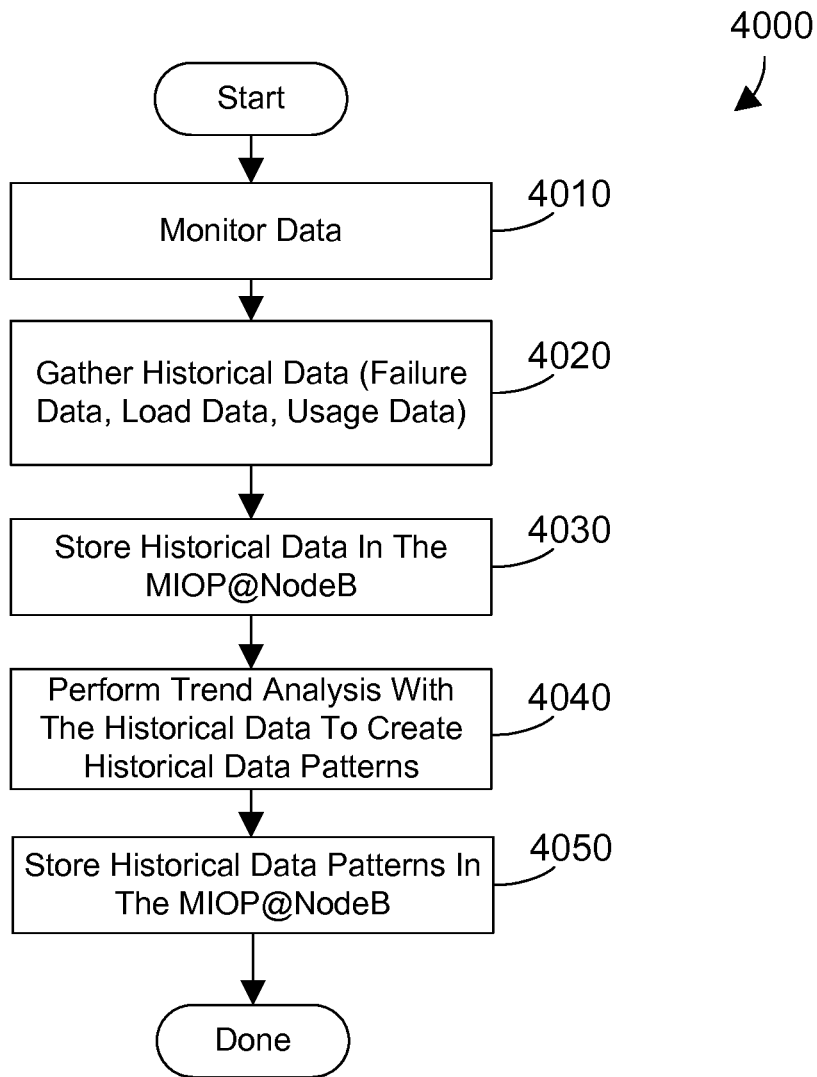 4000
Start
4010
Monitor Data
4020
Gather Historical Data (Failure
Data, Load Data, Usage Data)
4030
Store Historical Data In The
MIOP@NodeB
4040
Perform Trend Analysis With
The Historical Data To Create
Historical Data Patterns
4050
Store Historical Data Patterns In
The MIOP@NodeB
Done